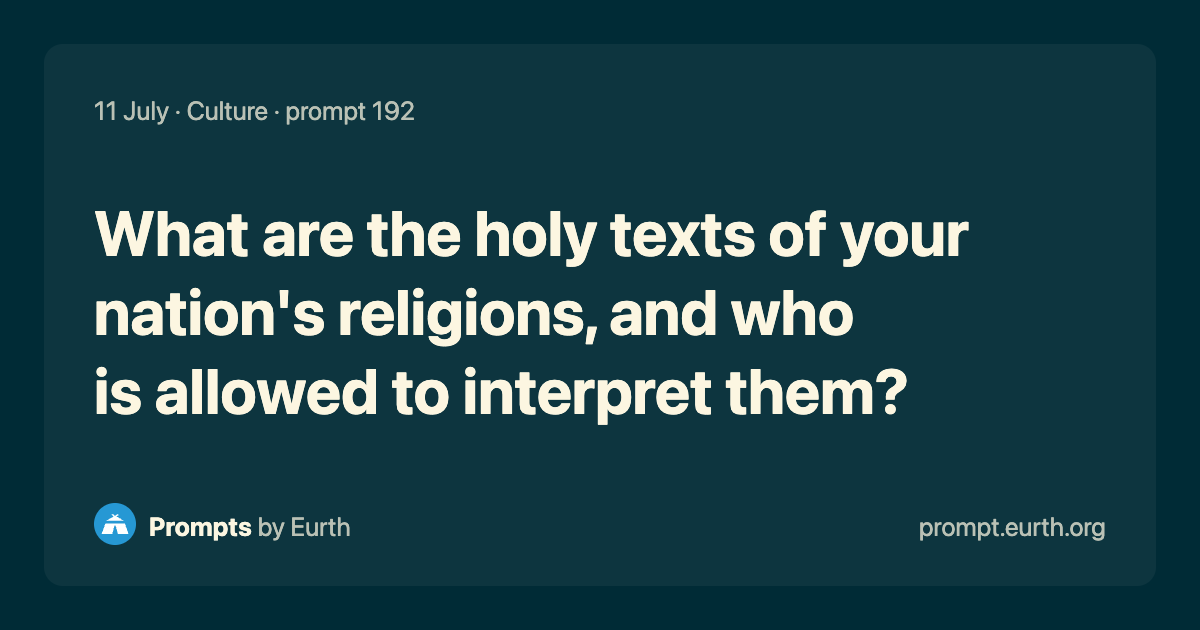 11 July · Culture · prompt 192
What are the holy texts of your
nation's religions, and who
is allowed to interpret them?
Prompts by Eurth
prompt.eurth.org